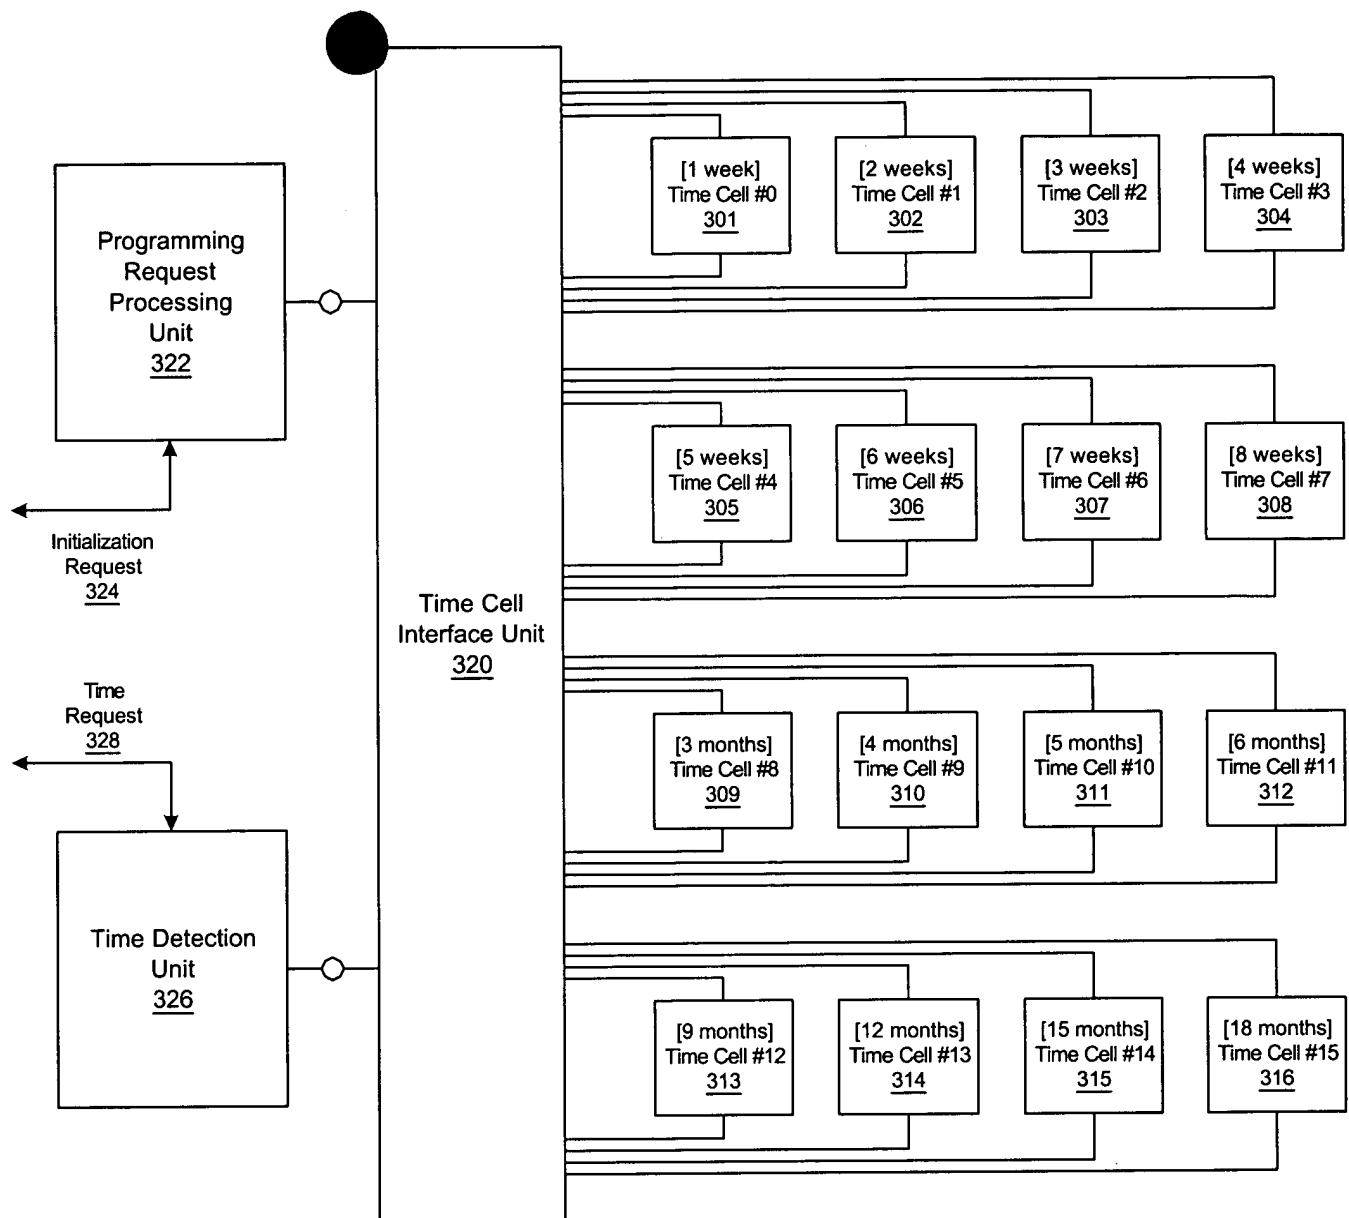 [1 week]
Time Cell #0
301
[2 weeks]
Time Cell #1
302
[3 weeks]
Time Cell #2
303
[4 weeks]
Time Cell #3
304
Programming
Request
Processing
Unit
322
Initialization
Request
324
[5 weeks]
Time Cell #4
305
[6 weeks]
Time Cell #5
306
[7 weeks]
Time Cell #6
307
[8 weeks]
Time Cell #7
308
Time Cell
Interface Unit
320
Time
Request
328
[3 months]
Time Cell #8
309
[4 months]
Time Cell #9
310
[5 months]
Time Cell #10
311
[6 months]
Time Cell #11
312
Time Detection
Unit
326
[9 months]
Time Cell #12
313
[12 months]
Time Cell #13
314
[15 months]
Time Cell #14
315
[18 months]
Time Cell #15
316